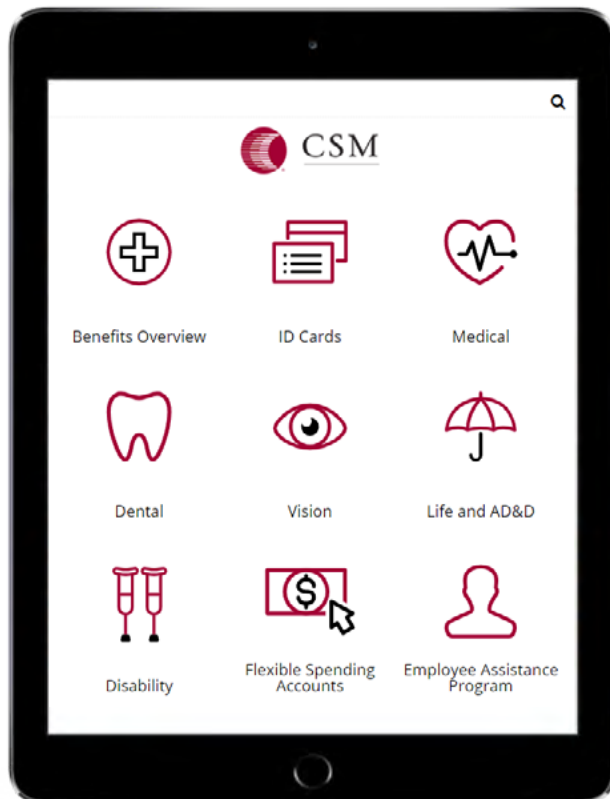 CSM
Benefits Overview
ID Cards
Medical
Dental
Vision
Life and AD&D
Disability
Flexible Spending
Accounts
Employee Assistance
Program